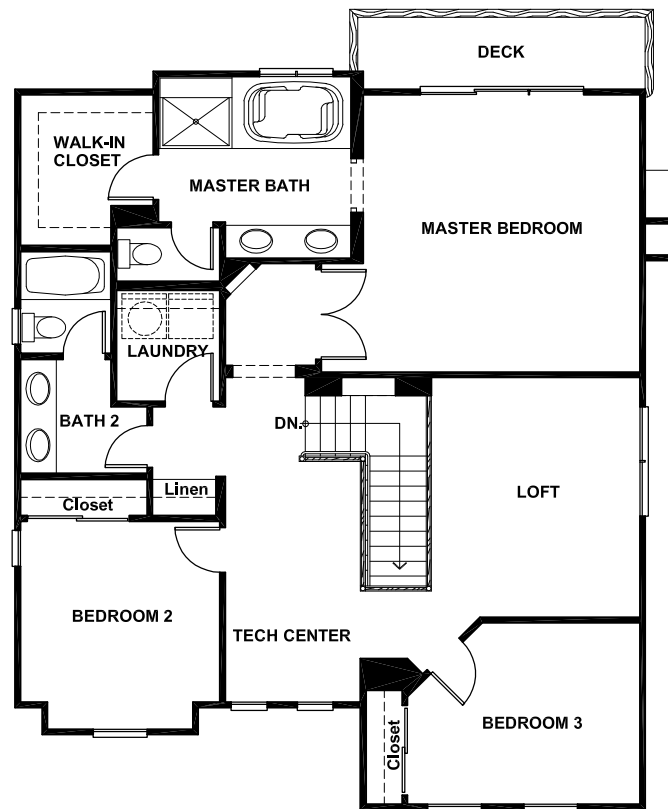 DECK
WALK-IN
CLOSET
MASTER BATH
MASTER BEDROOM
LAUNDRY
BATH 2
DN.
Linen
Closet
LOFT
BEDROOM 2
TECH CENTER
BEDROOM 3
Closet